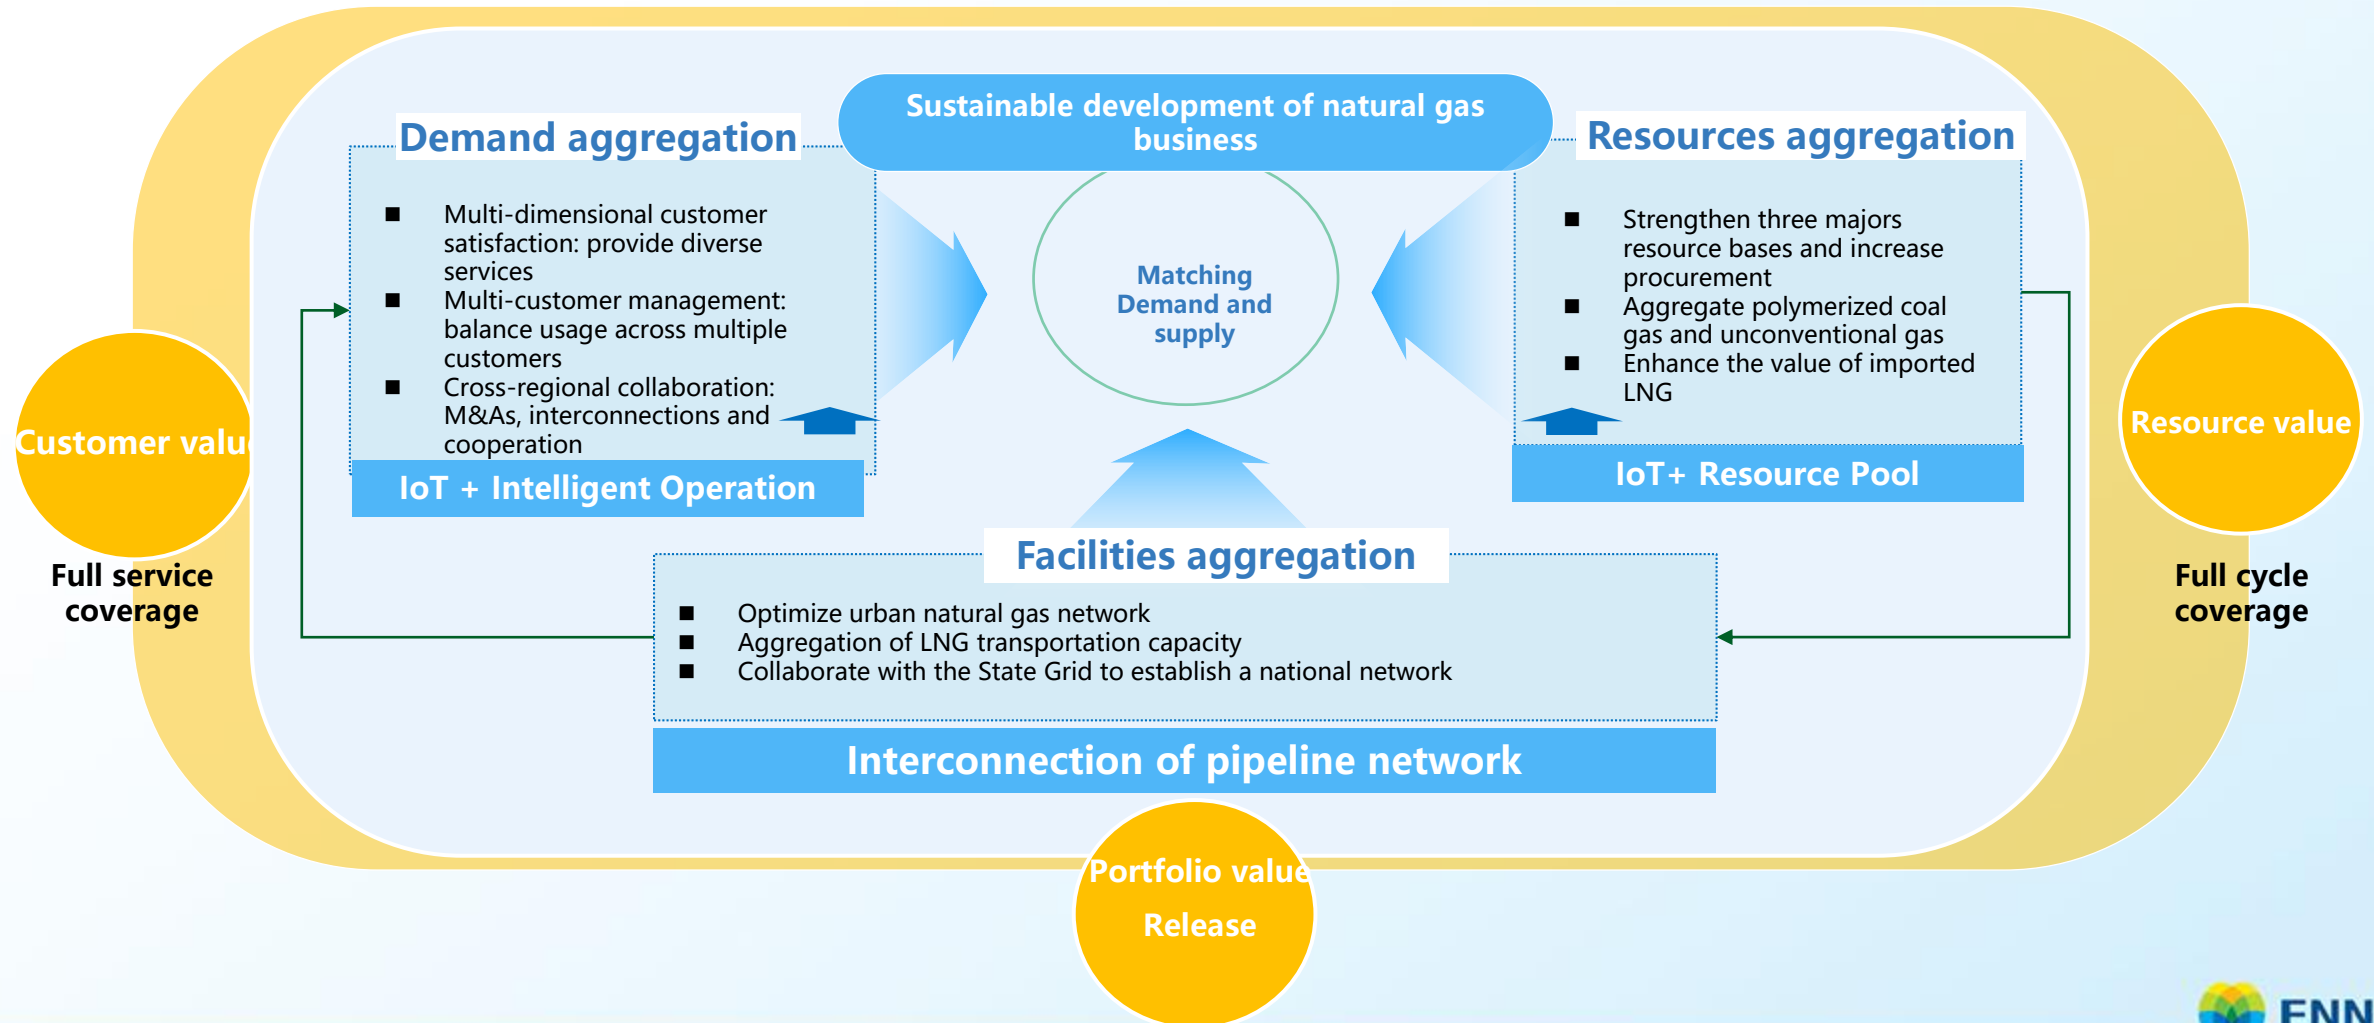 Sustainable development of natural gas
business
Demand aggregation
■ Multi-dimensional customer
satisfaction: provide diverse
services
■ Multi-customer management:
balance usage across multiple
customers
■ Cross-regional collaboration:
M&As, interconnections and
cooperation
IoT + Intelligent Operation
Matching
Demand and
supply
Resources aggregation
■ Strengthen three majors
resource bases and increase
procurement
■ Aggregate polymerized coal
gas and unconventional gas
■ Enhance the value of imported
LNG
IoT+ Resource Pool
Customer valu
Full service
coverage
Resource value
Full cycle
coverage
Facilities aggregation
■ Optimize urban natural gas network
■ Aggregation of LNG transportation capacity
■ Collaborate with the State Grid to establish a national network
Interconnection of pipeline network
Portfolio value
Release
ENN